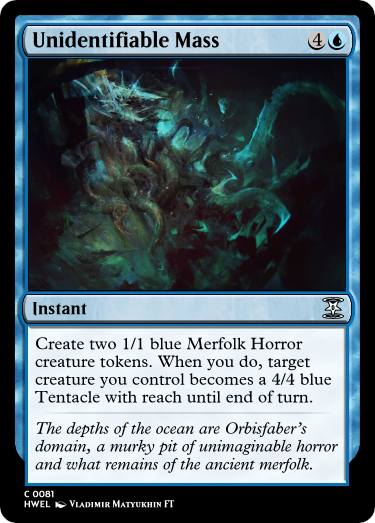 Unidentifiable Mass 4
Instant
Create two 1/1 blue Merfolk Horror
creature tokens. When you do, target
creature you control becomes a 4/4 blue
Tentacle with reach until end of turn.
The depths of the ocean are Orbisfaber's
domain, a murky pit of unimaginable horror
and what remains of the ancient merfolk.
C 0081
HWEL Vladimir Matyukhin FT